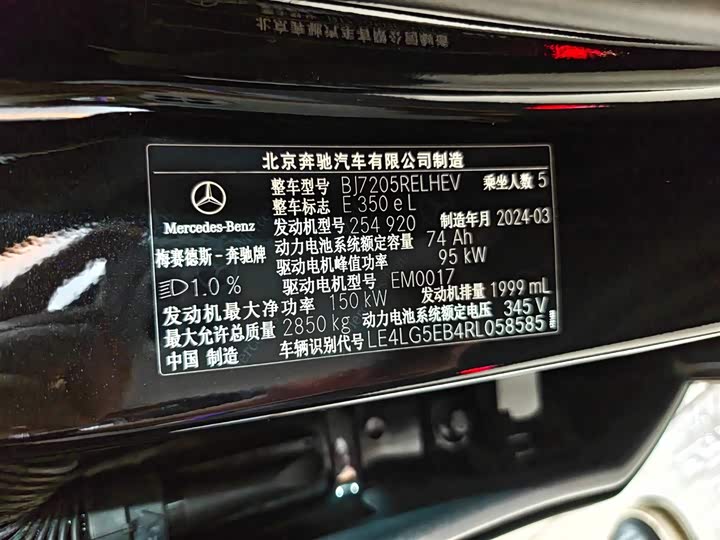 北京奔驰汽车有限公司制造
Mercedes-Benz
梅赛德斯－奔驰牌
整车型号 BJ7205RELHEV 乘坐人数 5
整车标志 E 350 e L
发动机型号 254 920 制造年月 2024-03
动力电池系统额定容量 74 Ah
驱动电机峰值功率 95 kW
1.0 % 驱动电机型号 EM0017
发动机最大净功率 150 kW 发动机排量 1999 mL
最大允许总质量 2850 kg 动力电池系统额定电压 345 V
中国 制造 车辆识别代号 LE4LG5EB4RL058585